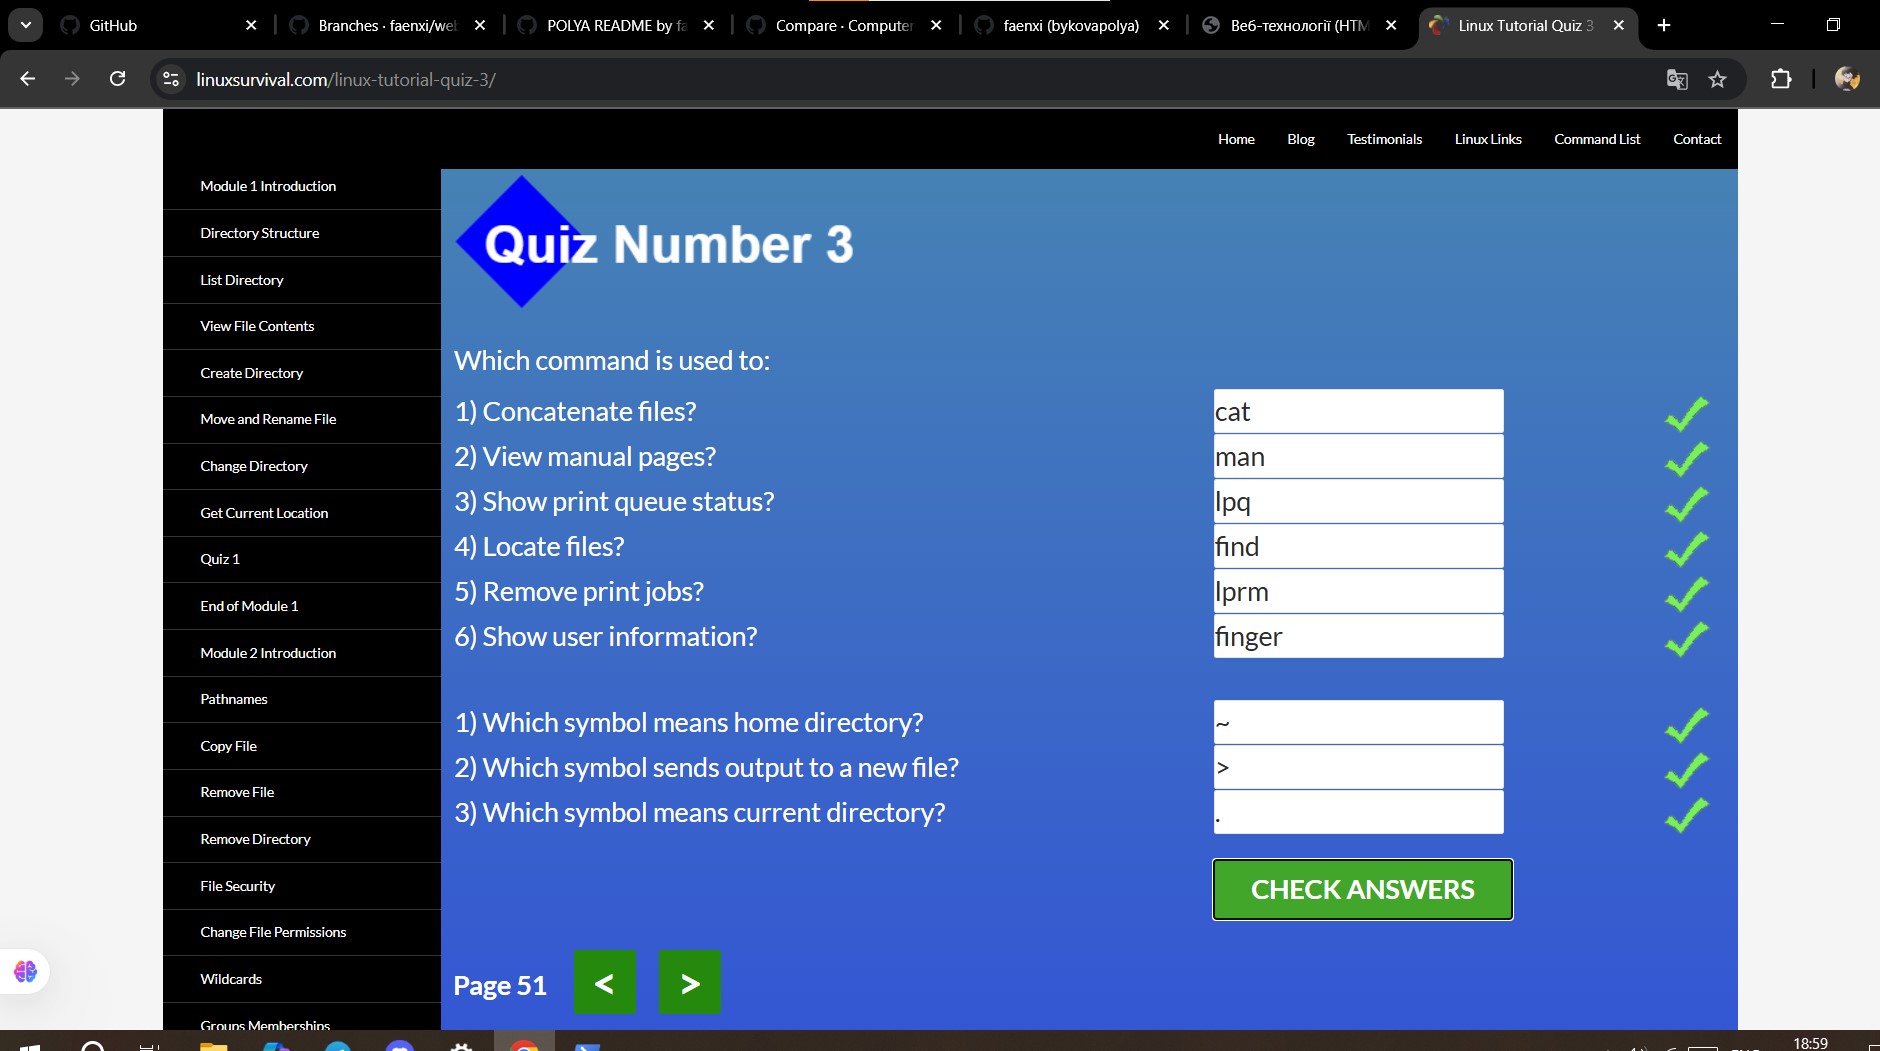 GitHub
Branches · faenxi/web
POLYA README by fa
Compare · Computer
faenxi (bykovapolya)
Веб-технології (HTM
Linux Tutorial Quiz 3
linuxsurvival.com/linux-tutorial-quiz-3/
Home Blog Testimonials Linux Links Command List Contact
Module 1 Introduction
Directory Structure
List Directory
View File Contents
Create Directory
Move and Rename File
Change Directory
Get Current Location
Quiz 1
End of Module 1
Module 2 Introduction
Pathnames
Copy File
Remove File
Remove Directory
File Security
Change File Permissions
Wildcards
Groups Memberships
Quiz Number 3
Which command is used to:
1) Concatenate files? cat
2) View manual pages? man
3) Show print queue status? lpq
4) Locate files? find
5) Remove print jobs? lprm
6) Show user information? finger
1) Which symbol means home directory? ~
2) Which symbol sends output to a new file? >
3) Which symbol means current directory? .
CHECK ANSWERS
Page 51 < >
18:59